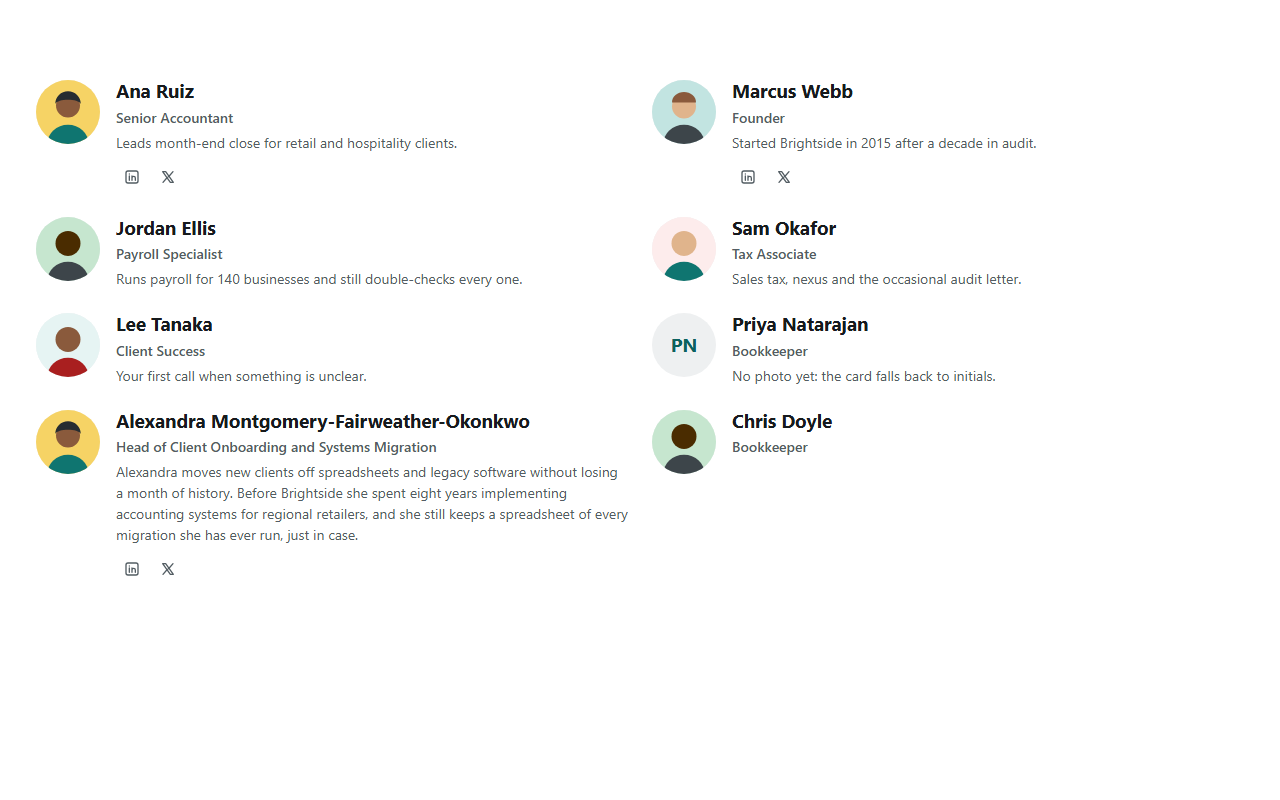 Ana Ruiz
Senior Accountant
Leads month-end close for retail and hospitality clients.
Marcus Webb
Founder
Started Brightside in 2015 after a decade in audit.
Jordan Ellis
Payroll Specialist
Runs payroll for 140 businesses and still double-checks every one.
Sam Okafor
Tax Associate
Sales tax, nexus and the occasional audit letter.
Lee Tanaka
Client Success
Your first call when something is unclear.
PN
Priya Natarajan
Bookkeeper
No photo yet: the card falls back to initials.
Alexandra Montgomery-Fairweather-Okonkwo
Head of Client Onboarding and Systems Migration
Alexandra moves new clients off spreadsheets and legacy software without losing
a month of history. Before Brightside she spent eight years implementing
accounting systems for regional retailers, and she still keeps a spreadsheet of every
migration she has ever run, just in case.
Chris Doyle
Bookkeeper